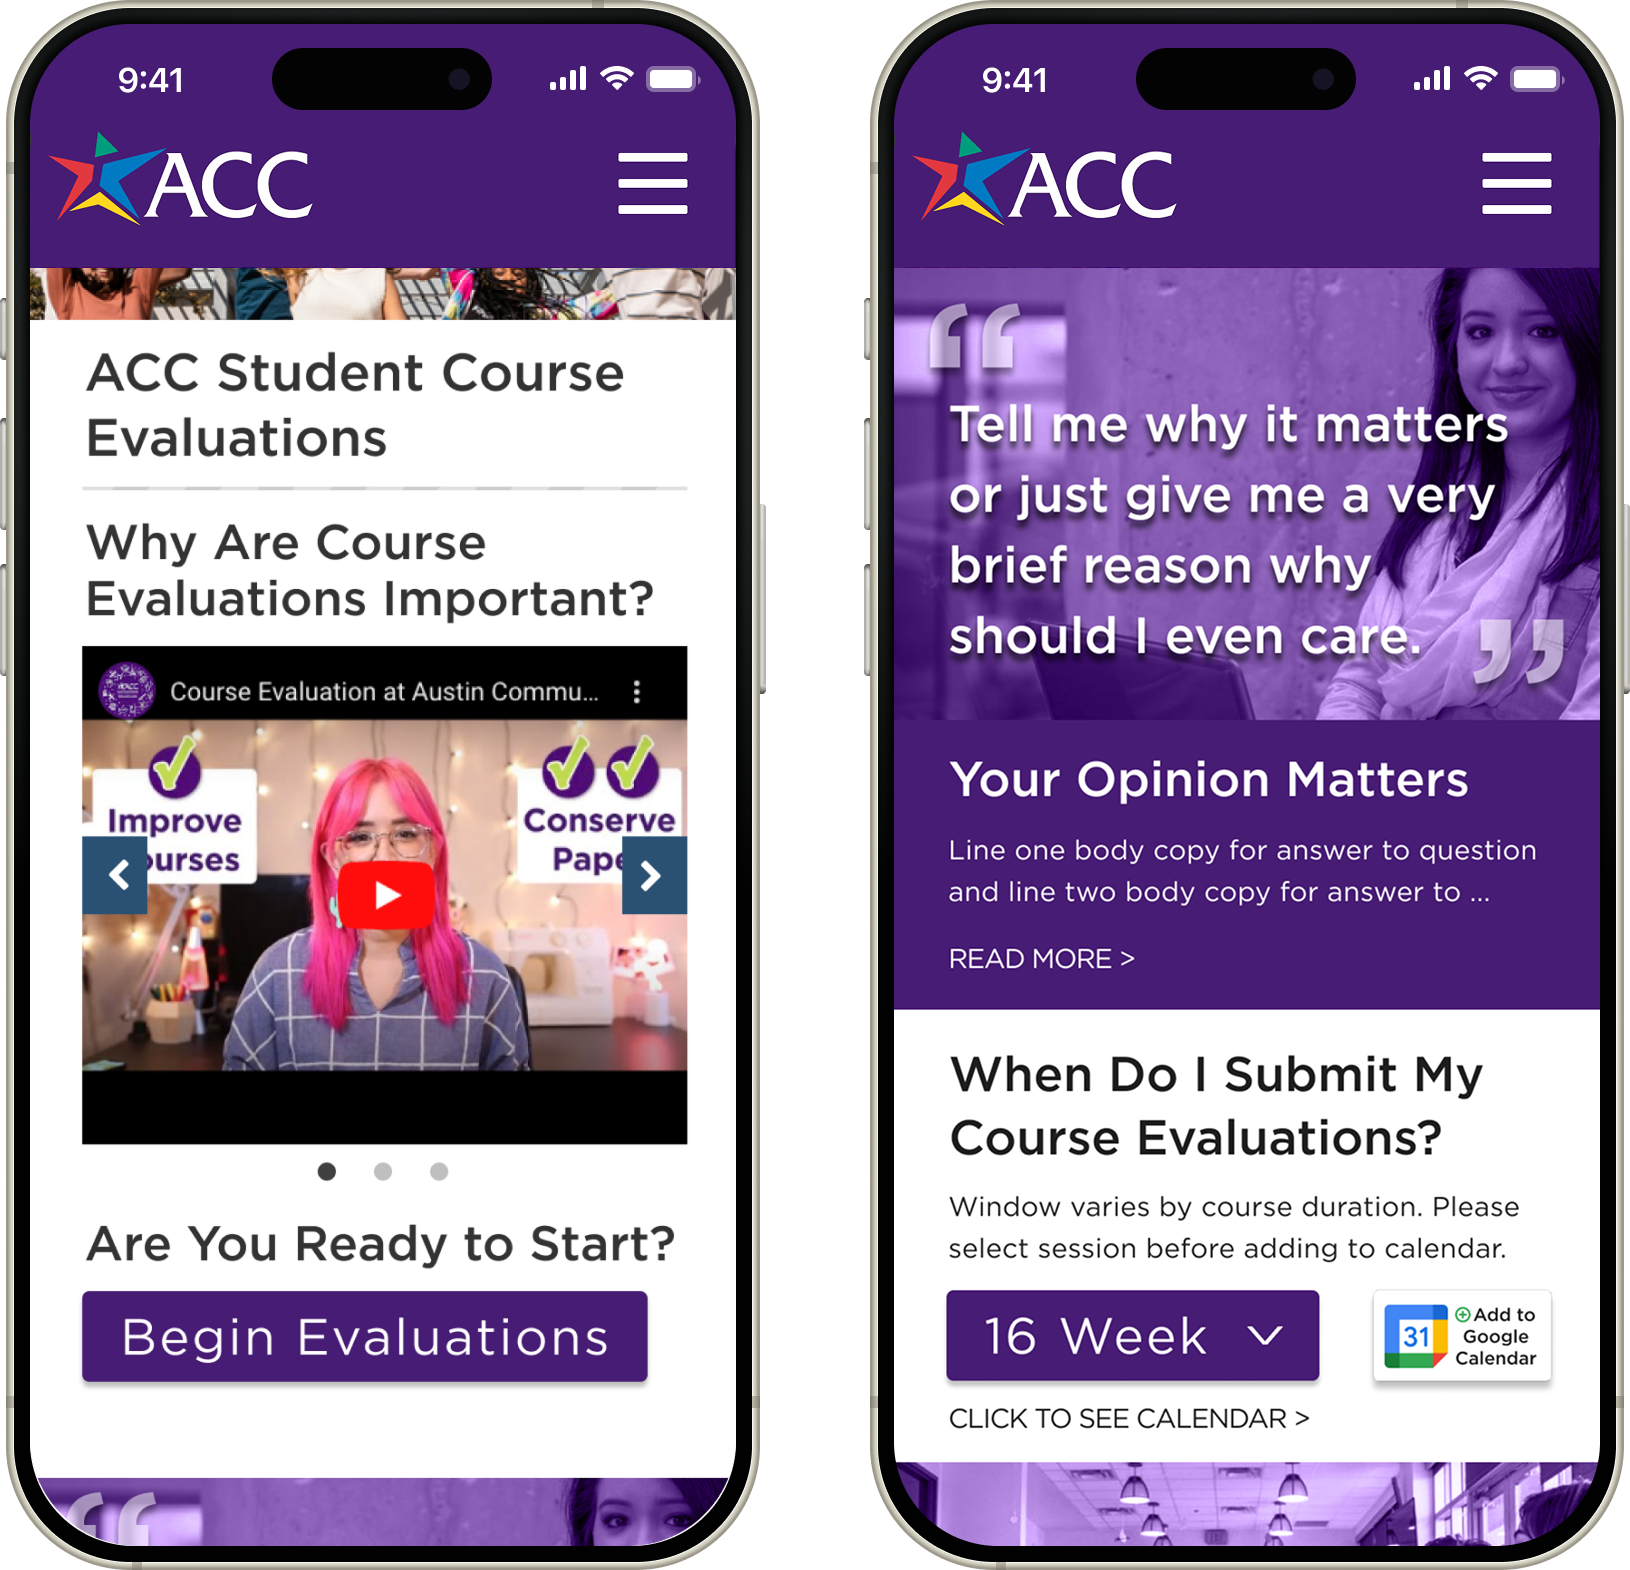 9:41
ACC
ACC Student Course
Evaluations
Why Are Course
Evaluations Important?
Course Evaluation at Austin Commu...
Improve
ourses
Conserve
Pape
Are You Ready to Start?
Begin Evaluations
“
9:41
ACC
“
Tell me why it matters
or just give me a very
brief reason why
should I even care.
”
Your Opinion Matters
Line one body copy for answer to question
and line two body copy for answer to ...
READ MORE >
When Do I Submit My
Course Evaluations?
Window varies by course duration. Please
select session before adding to calendar.
16 Week
31
Add to
Google
Calendar
CLICK TO SEE CALENDAR >